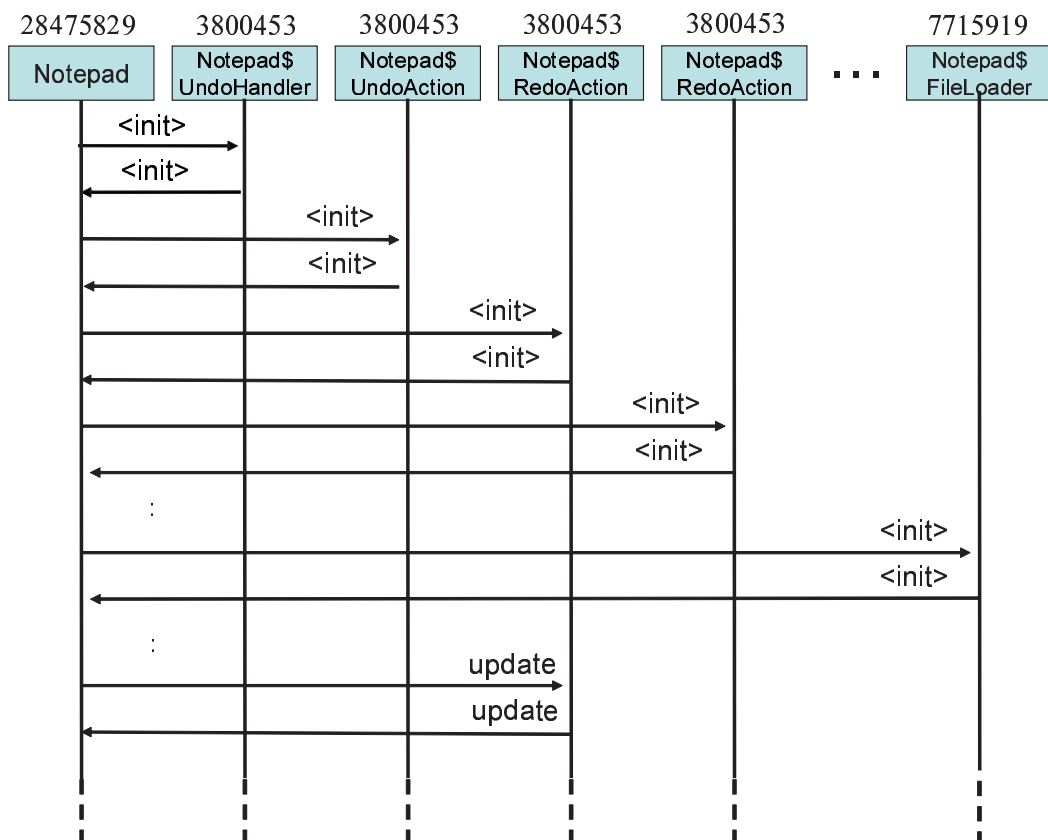 28475829 3800453 3800453 3800453 3800453 7715919
Notepad Notepad$ Notepad$ Notepad$ Notepad$ ... Notepad$
UndoHandler UndoAction RedoAction RedoAction FileLoader
<init>
<init>
<init>
<init>
<init>
<init>
<init>
<init>
:
<init>
<init>
:
update
update